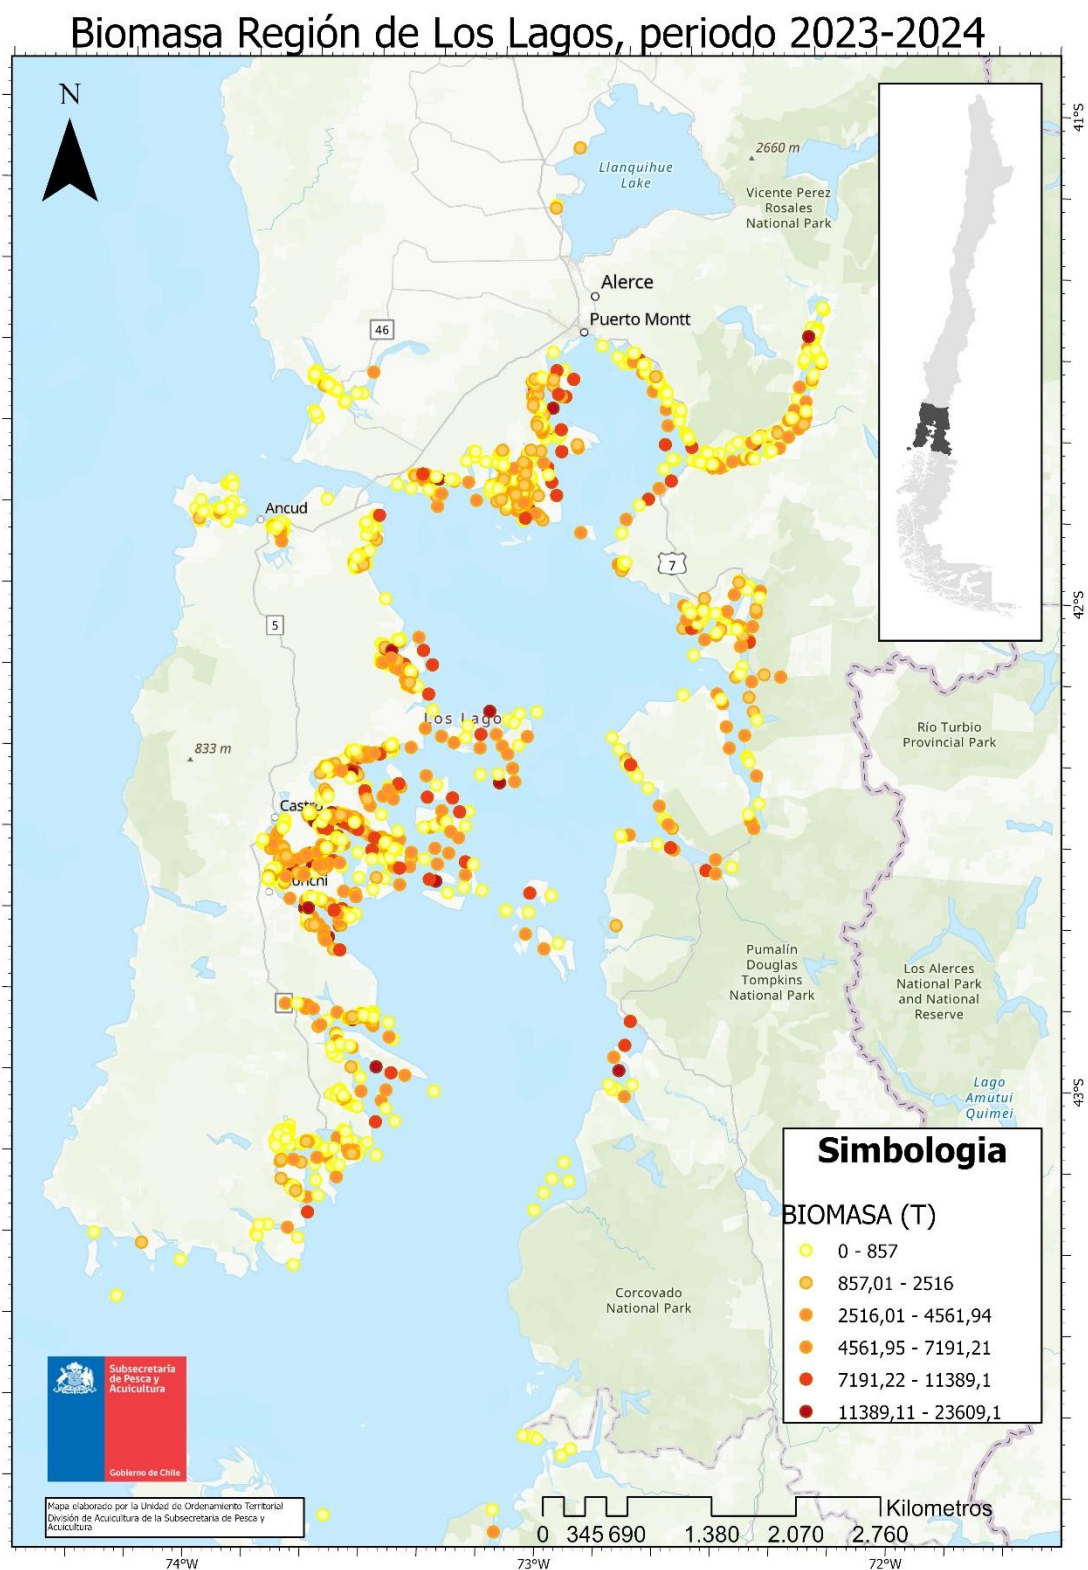 Biomasa Región de Los Lagos, periodo 2023-2024
N
41°S
2660 m
Llanquihue
Lake
Vicente Perez
Rosales
National Park
Alerce
Puerto Montt
46
Ancud
7
42°S
5
Los Lago
Río Turbio
Provincial Park
833 m
Castro
onchi
Pumalín
Douglas
Tompkins
National Park
Los Alerces
National Park
and National
Reserve
43°S
Lago
Amutui
Quimei
Simbologia
BIOMASA (T)
0 - 857
857,01 - 2516
2516,01 - 4561,94
4561,95 - 7191,21
7191,22 - 11389,1
11389,11 - 23609,1
Corcovado
National Park
Subsecretaría
de Pesca y
Acuicultura
Gobierno de Chile
Mapa elaborado por la Unidad de Ordenamiento Territorial
División de Acuicultura de la Subsecretaria de Pesca y
Acuicultura
Kilometros
0 345 690 1.380 2.070 2.760
74°W 73°W 72°W